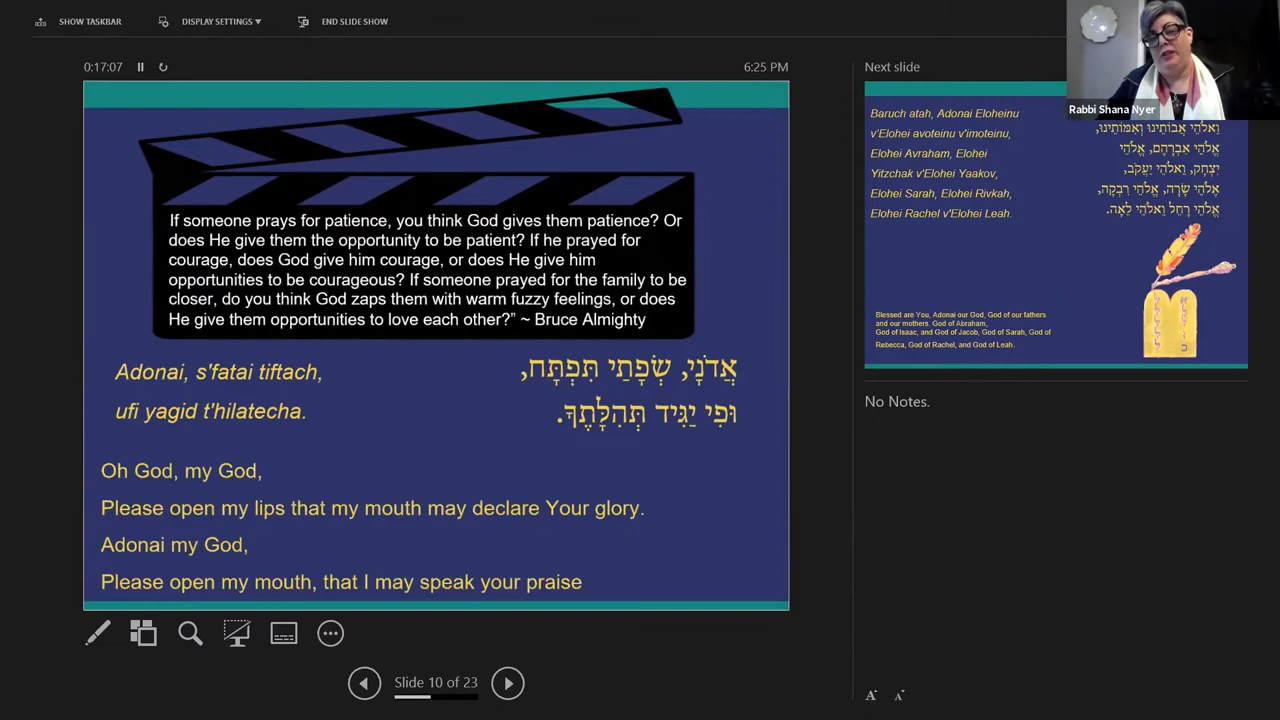 SHOW TASKBAR
DISPLAY SETTINGS
END SLIDE SHOW
0:17:07
6:25 PM
If someone prays for patience, you think God gives them patience? Or
does He give them the opportunity to be patient? If he prayed for
courage, does God give him courage, or does He give him
opportunities to be courageous? If someone prayed for the family to be
closer, do you think God zaps them with warm fuzzy feelings, or does
He give them opportunities to love each other?” ~ Bruce Almighty
Adonai, s'fatai tiftach,
ufi yagid t'hilatecha.
אֲדֹנָי, שְׂפָתַי תִּפְתָּח,
וּפִי יַגִּיד תְּהִלָּתֶךָ.
Oh God, my God,
Please open my lips that my mouth may declare Your glory.
Adonai my God,
Please open my mouth, that I may speak your praise
Slide 10 of 23
Next slide
Rabbi Shana Nyer
Baruch atah, Adonai Eloheinu
v'Elohei avoteinu v'imoteinu,
Elohei Avraham, Elohei
Yitzchak v'Elohei Yaakov,
Elohei Sarah, Elohei Rivkah,
Elohei Rachel v'Elohei Leah.
וֵאלֹהֵי אֲבוֹתֵינוּ וְאִמּוֹתֵינוּ,
אֱלֹהֵי אַבְרָהָם, אֱלֹהֵי
יִצְחָק, וֵאלֹהֵי יַעֲקֹב,
אֱלֹהֵי שָׂרָה, אֱלֹהֵי רִבְקָה,
אֱלֹהֵי רָחֵל וֵאלֹהֵי לֵאָה.
Blessed are You, Adonai our God, God of our fathers
and our mothers. God of Abraham,
God of Isaac, and God of Jacob, God of Sarah, God of
Rebecca, God of Rachel, and God of Leah.
No Notes.
A A